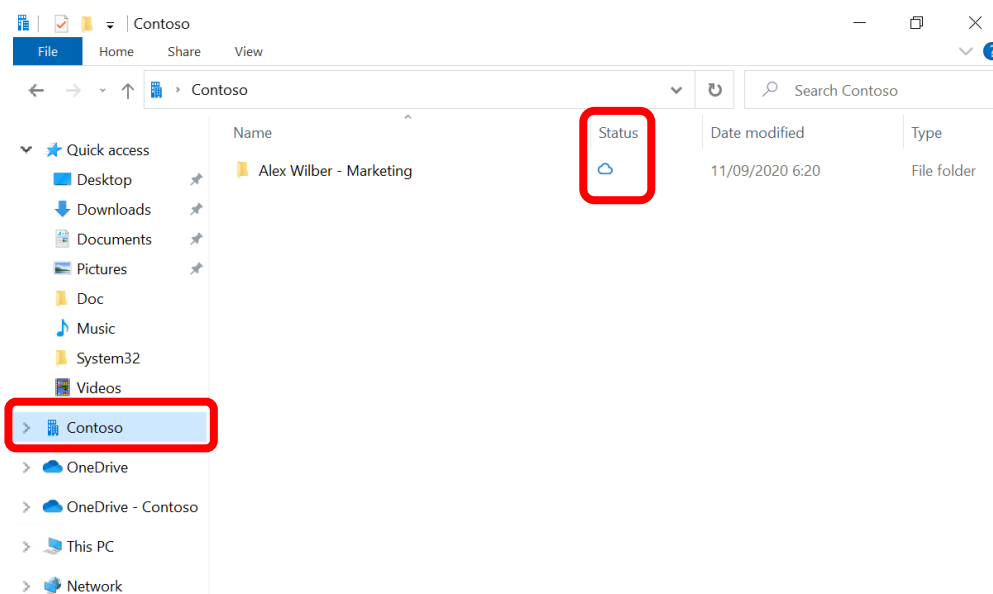 Contoso
File Home Share View
Contoso
Search Contoso
Name Status Date modified Type
Alex Wilber - Marketing 11/09/2020 6:20 File folder
Quick access
Desktop
Downloads
Documents
Pictures
Doc
Music
System32
Videos
Contoso
OneDrive
OneDrive - Contoso
This PC
Network